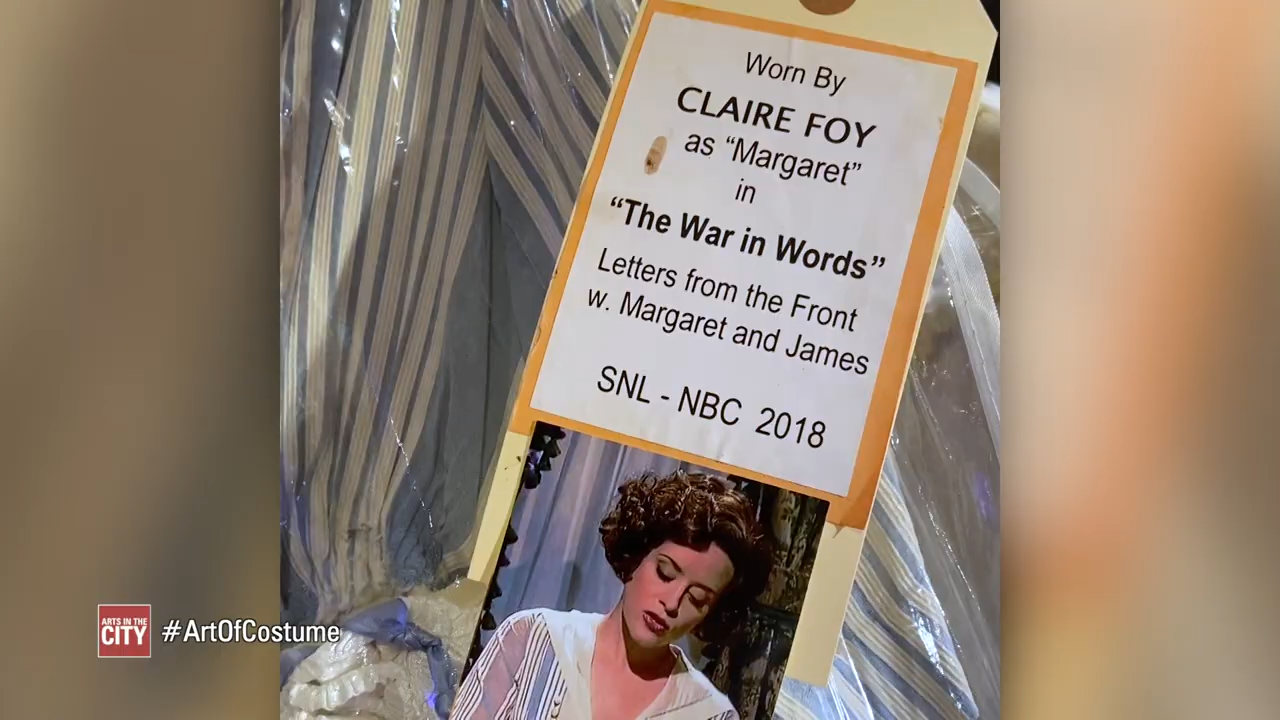 Worn By
CLAIRE FOY
as “Margaret”
in
“The War in Words”
Letters from the Front
w. Margaret and James
SNL - NBC 2018
ARTS IN THE
CITY
#ArtOfCostume